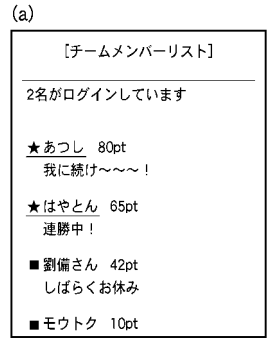 (a)
[チームメンバーリスト]
2名がログインしています
★あつし 80pt
我に続け〜〜〜！
★はやとん 65pt
連勝中！
■劉備さん 42pt
しばらくお休み
■モウトク 10pt